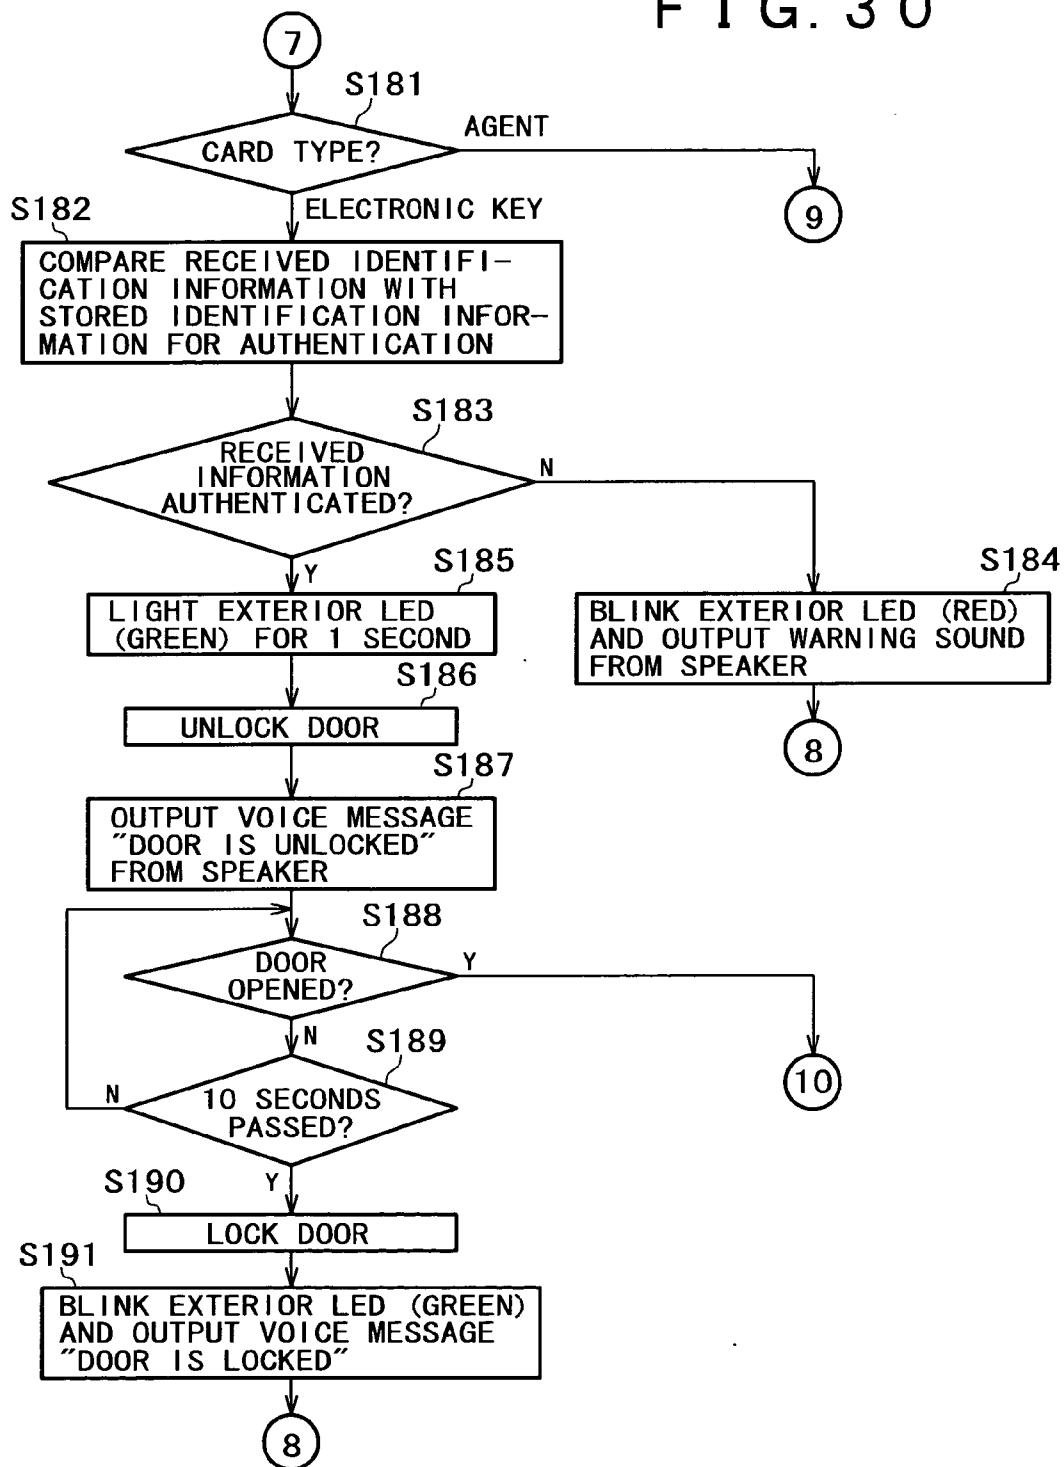 FIG. 30
7
S181
CARD TYPE?
AGENT
9
S182
ELECTRONIC KEY
COMPARE RECEIVED IDENTIFI-
CATION INFORMATION WITH
STORED IDENTIFICATION INFOR-
MATION FOR AUTHENTICATION
S183
RECEIVED
INFORMATION
AUTHENTICATED?
N
Y
S185
LIGHT EXTERIOR LED
(GREEN) FOR 1 SECOND
S184
BLINK EXTERIOR LED (RED)
AND OUTPUT WARNING SOUND
FROM SPEAKER
8
S186
UNLOCK DOOR
S187
OUTPUT VOICE MESSAGE
"DOOR IS UNLOCKED"
FROM SPEAKER
S188
DOOR
OPENED?
Y
10
N
S189
10 SECONDS
PASSED?
N
Y
S190
LOCK DOOR
S191
BLINK EXTERIOR LED (GREEN)
AND OUTPUT VOICE MESSAGE
"DOOR IS LOCKED"
8